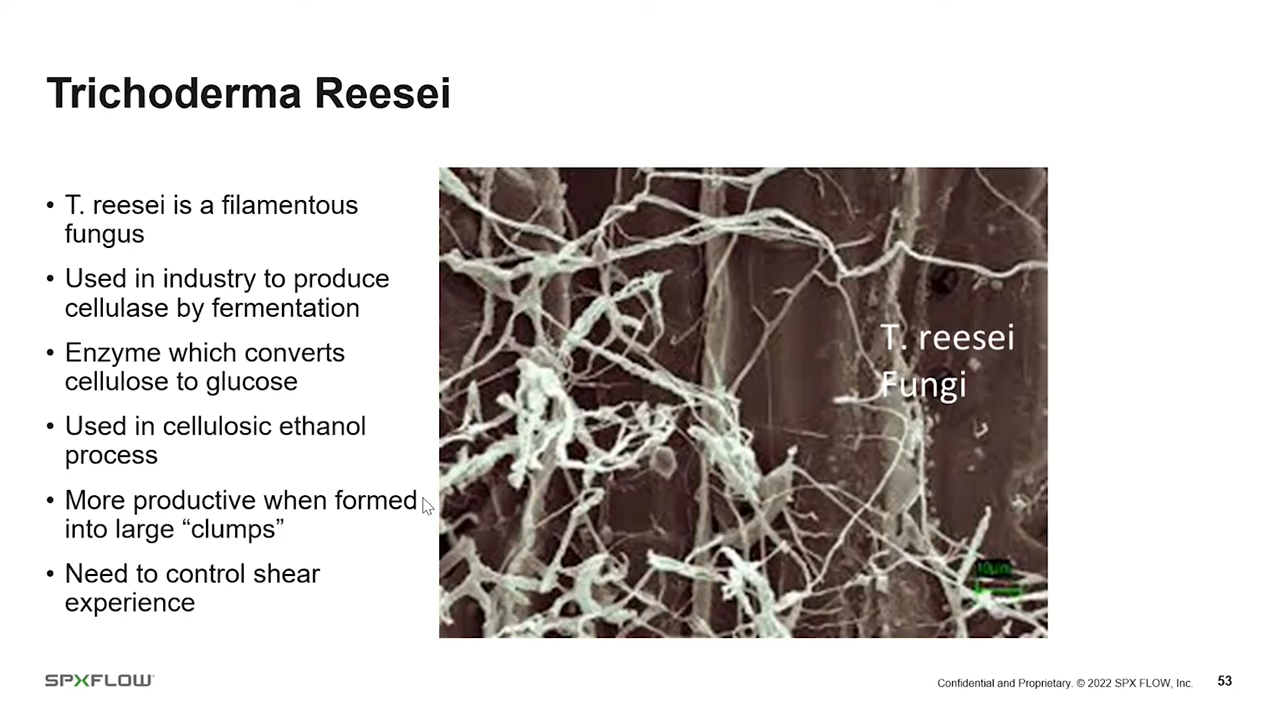 Trichoderma Reesei
• T. reesei is a filamentous
fungus
• Used in industry to produce
cellulase by fermentation
• Enzyme which converts
cellulose to glucose
• Used in cellulosic ethanol
process
• More productive when formed
into large “clumps”
• Need to control shear
experience
T. reesei
Fungi
10µm
SPXFLOW
Confidential and Proprietary. © 2022 SPX FLOW, Inc.
53